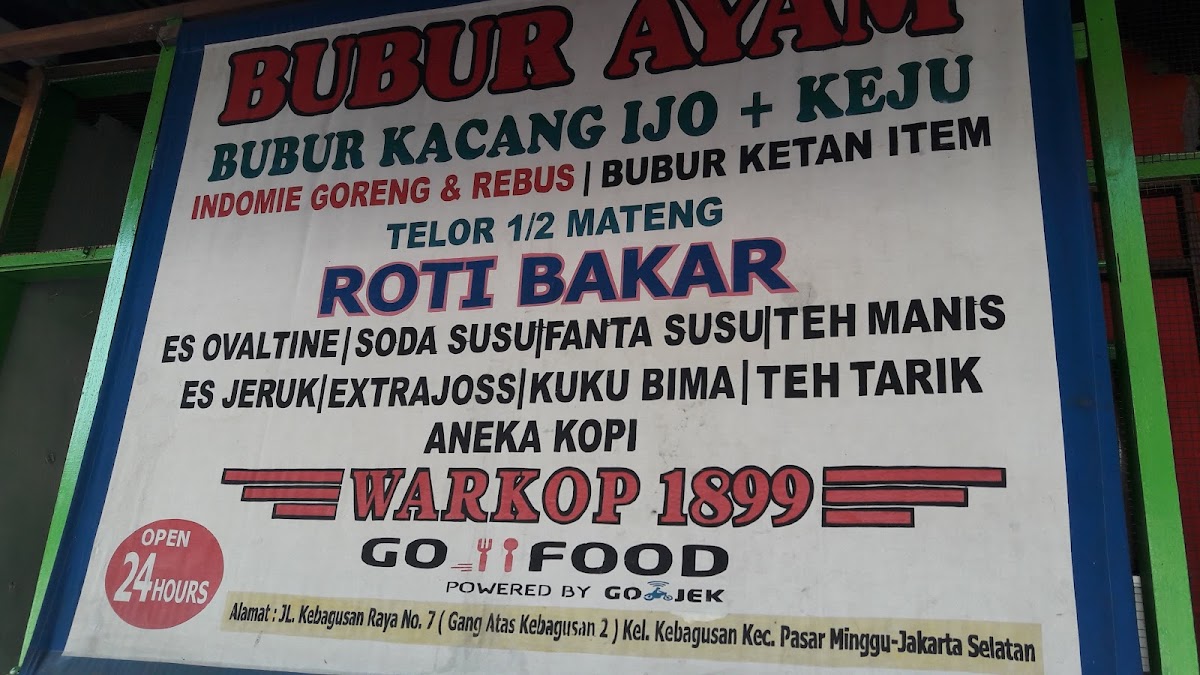 BUBUR AYAM
BUBUR KACANG IJO + KEJU
INDOMIE GORENG & REBUS | BUBUR KETAN ITEM
TELOR 1/2 MATENG
ROTI BAKAR
ES OVALTINE|SODA SUSU|FANTA SUSU|TEH MANIS
ES JERUK|EXTRAJOSS|KUKU BIMA|TEH TARIK
ANEKA KOPI
WARKOP 1899
GO FOOD
POWERED BY GOJEK
OPEN
24HOURS
Alamat : JL. Kebagusan Raya No. 7 ( Gang Atas Kebagusan 2 ) Kel. Kebagusan Kec. Pasar Minggu-Jakarta Selatan